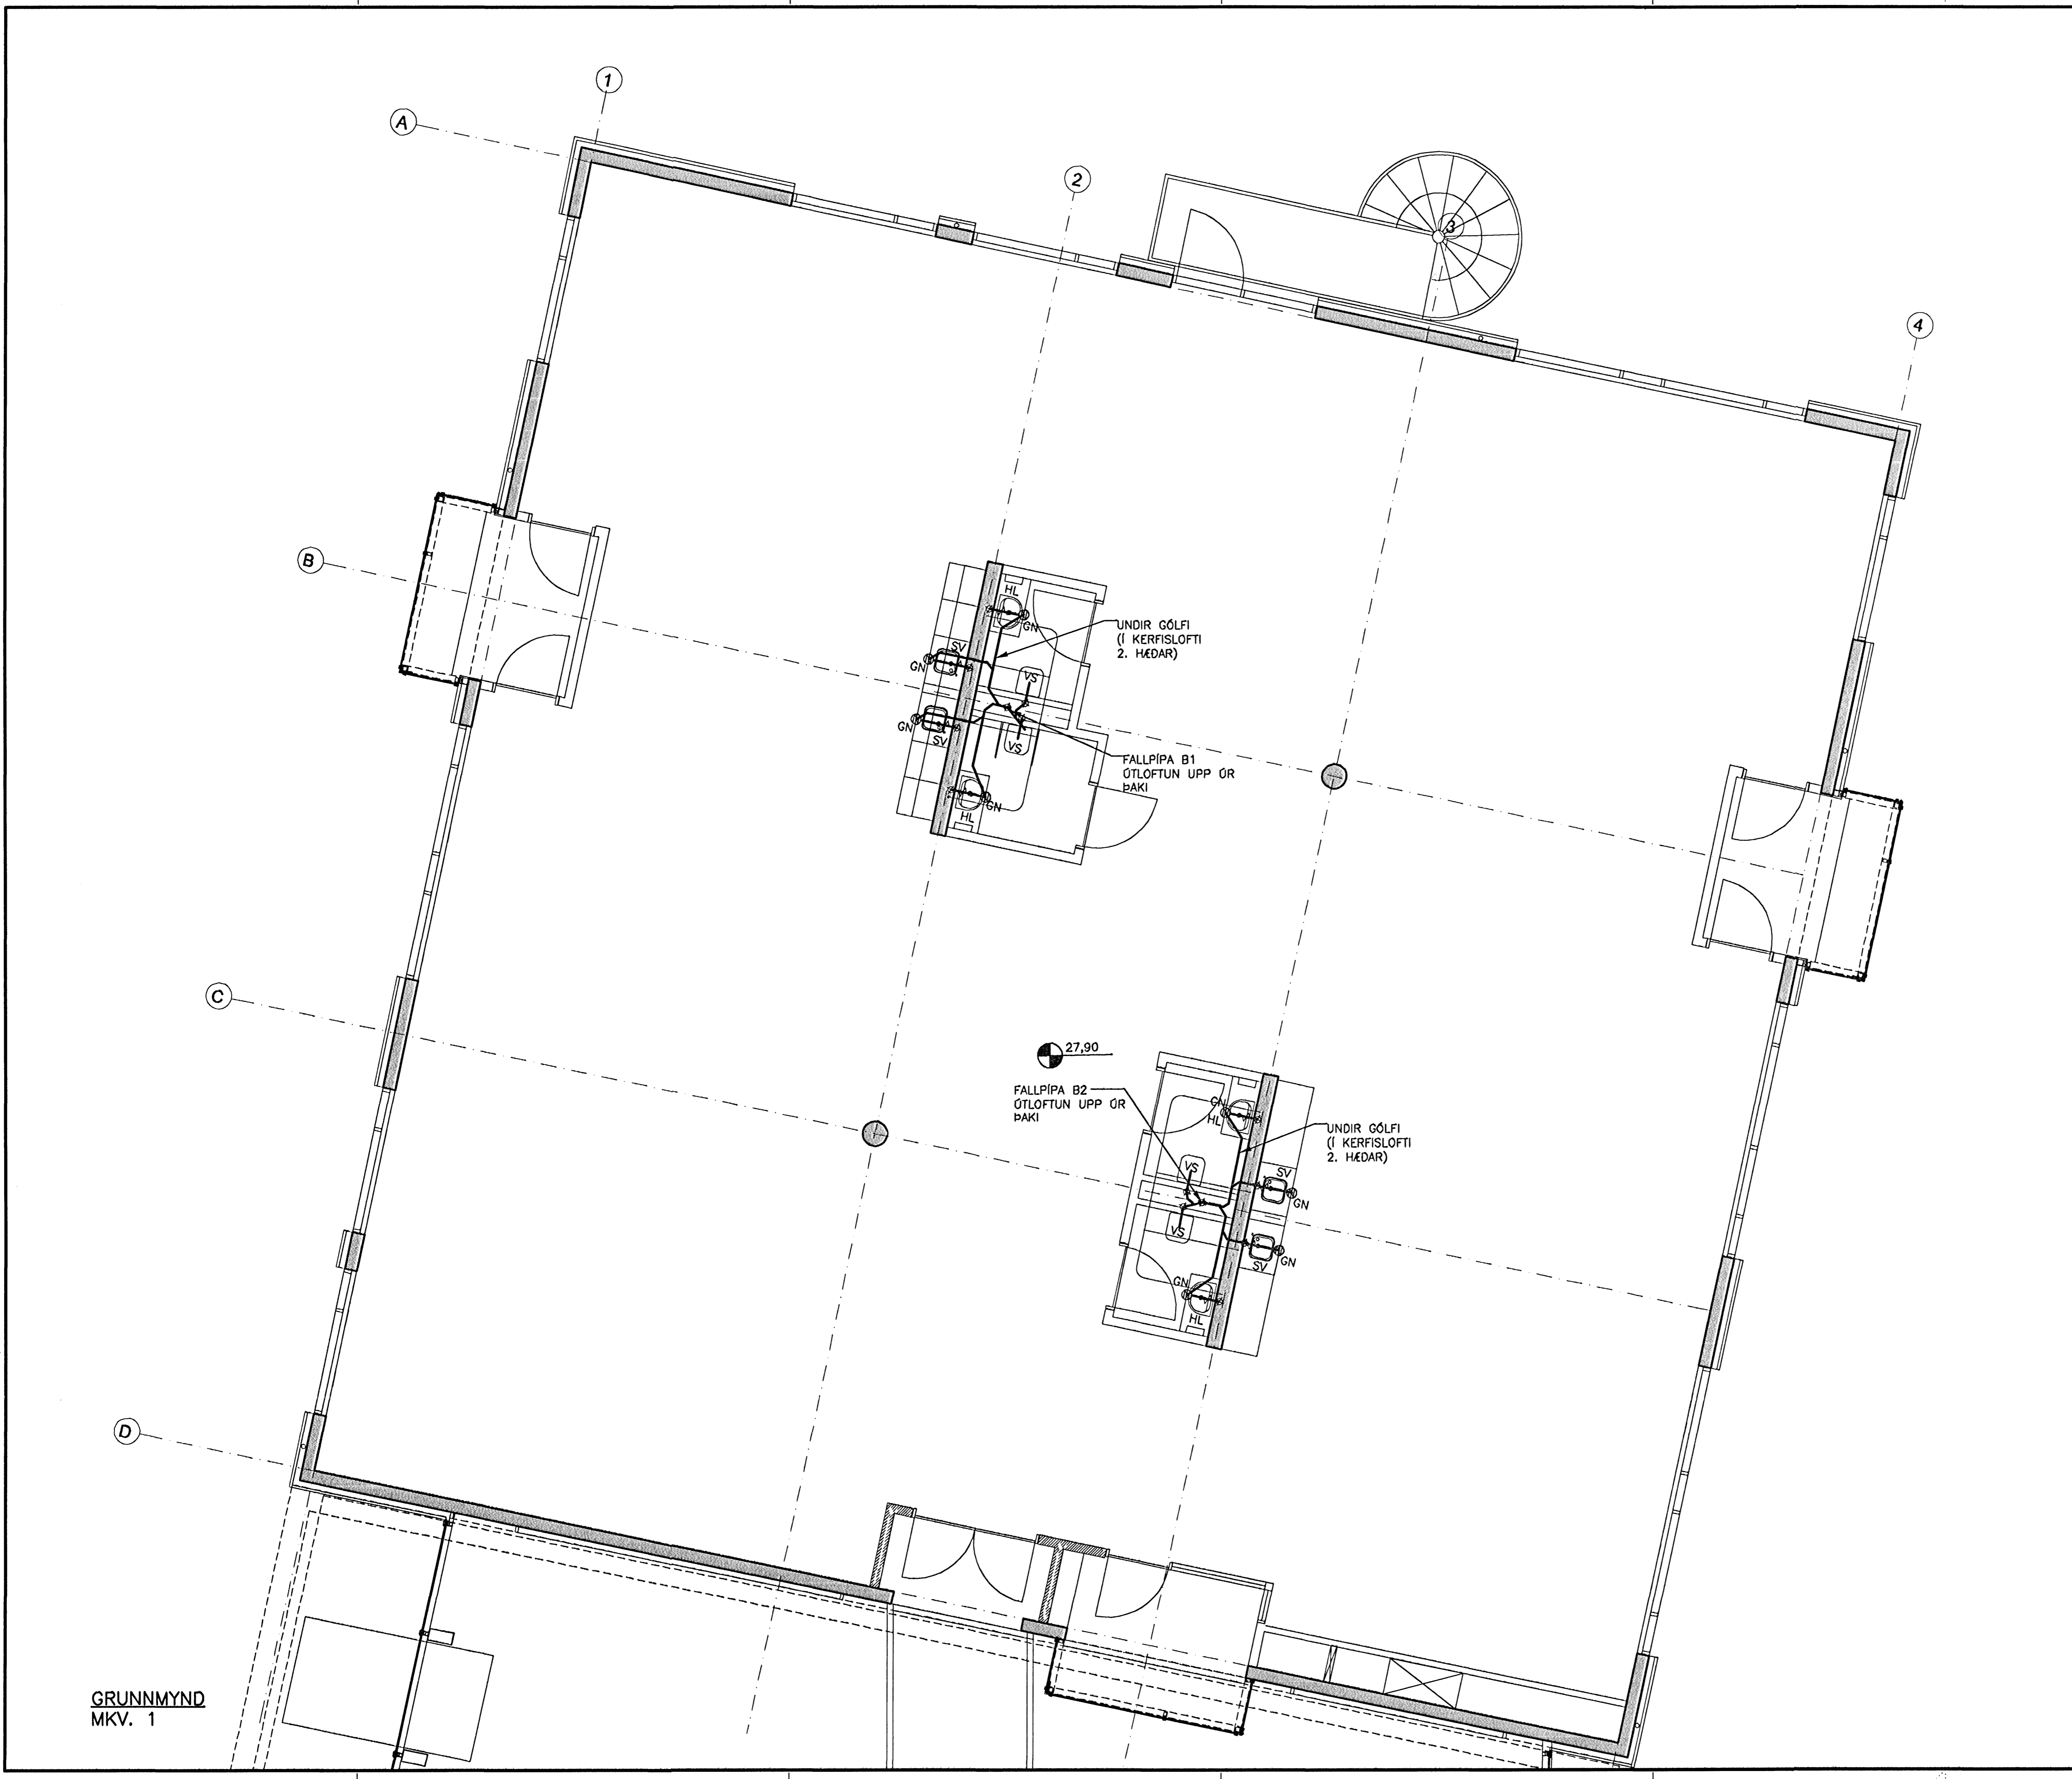 1
A
2
3
4
B
HL
GN
UNDIR GÓLFI
(Í KERFISLOFTI
2. HÆÐAR)
SV
GN
VS
GN
SV
VS
FALLPÍPA B1
ÚTLOFTUN UPP ÚR
ÞAKI
GN
HL
C
27,90
FALLPÍPA B2
ÚTLOFTUN UPP ÚR
ÞAKI
GN
HL
UNDIR GÓLFI
(Í KERFISLOFTI
2. HÆÐAR)
VS
SV
GN
VS
GN
SV
GN
HL
D
GRUNNMYND
MKV. 1